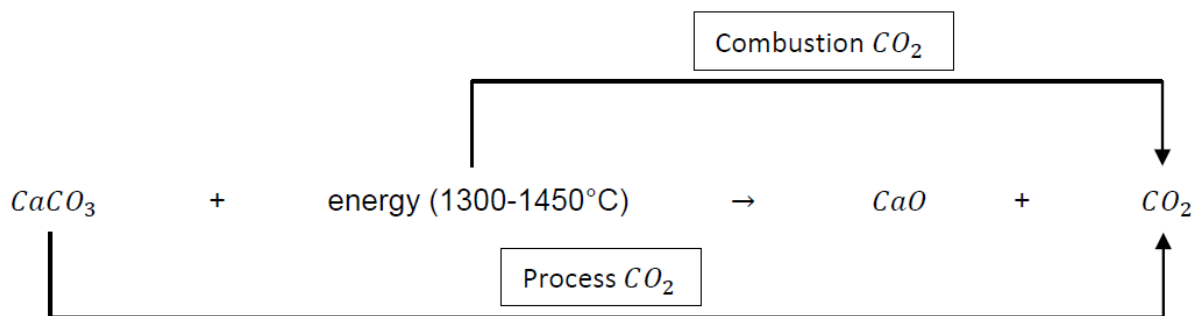 Combustion CO₂
CaCO₃ + energy (1300-1450°C) → CaO + CO₂
Process CO₂